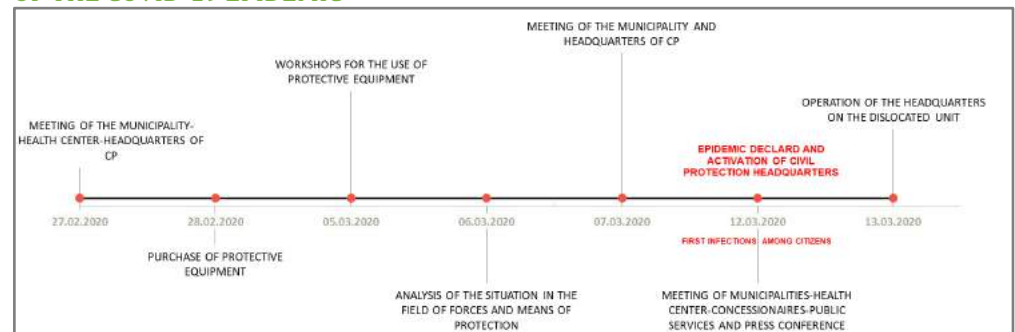 MEETING OF THE MUNICIPALITY AND
HEADQUARTERS OF CP
WORKSHOPS FOR THE USE OF
PROTECTIVE EQUIPMENT
OPERATION OF THE HEADQUARTERS
ON THE DISLOCATED UNIT
MEETING OF THE MUNICIPALITY-
HEALTH CENTER-HEADQUARTERS OF
CP
EPIDEMIC DECLARD AND
ACTIVATION OF CIVIL
PROTECTION HEADQUARTERS
27.02.2020
28.02.2020
05.03.2020
06.03.2020
07.03.2020
12.03.2020
13.03.2020
FIRST INFECTIONS AMONG CITIZENS
PURCHASE OF PROTECTIVE
EQUIPMENT
ANALYSIS OF THE SITUATION IN THE
FIELD OF FORCES AND MEANS OF
PROTECTION
MEETING OF MUNICIPALITIES-HEALTH
CENTER-CONCESSIONAIRES-PUBLIC
SERVICES AND PRESS CONFERENCE